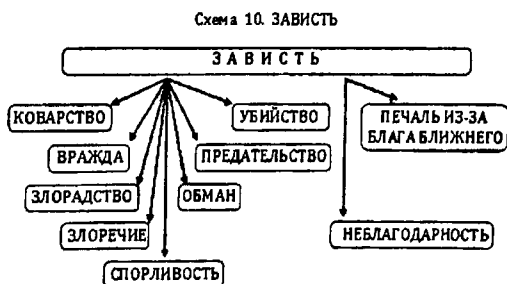 Схема 10. ЗАВИСТЬ
ЗАВИСТЬ
КОВАРСТВО
УБИЙСТВО
ПЕЧАЛЬ ИЗ-ЗА
БЛАГА БЛИЖНЕГО
ВРАЖДА
ПРЕДАТЕЛЬСТВО
ЗЛОРАДСТВО
ОБМАН
ЗЛОРЕЧИЕ
НЕБЛАГОДАРНОСТЬ
СПОРЛИВОСТЬ